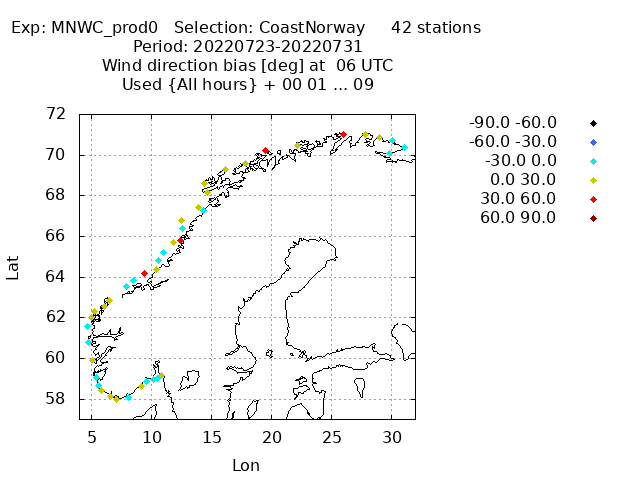 Exp: MNWC_prod0   Selection: CoastNorway     42 stations
Period: 20220723-20220731
Wind direction bias [deg] at  06 UTC
Used {All hours} + 00 01 ... 09
72
70
68
66
64
62
60
58
Lat
5 10 15 20 25 30
Lon
-90.0 -60.0
-60.0 -30.0
-30.0 0.0
0.0 30.0
30.0 60.0
60.0 90.0